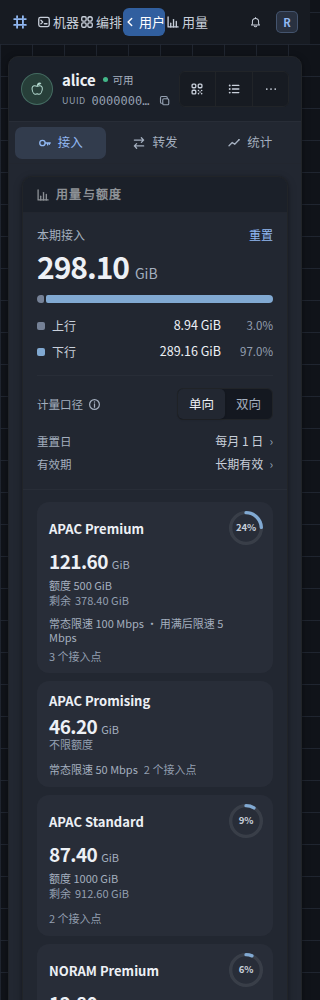 机器 编排 用户 用量 R
alice 可用
UUID 0000000…
接入 转发 统计
用量与额度
本期接入 重置
298.10 GiB
上行 8.94 GiB 3.0%
下行 289.16 GiB 97.0%
计量口径 单向 双向
重置日 每月 1 日 ›
有效期 长期有效 ›
APAC Premium 24%
121.60 GiB
额度 500 GiB
剩余 378.40 GiB
常态限速 100 Mbps · 用满后限速 5
Mbps
3 个接入点
APAC Promising
46.20 GiB
不限额度
常态限速 50 Mbps 2 个接入点
APAC Standard 9%
87.40 GiB
额度 1000 GiB
剩余 912.60 GiB
2 个接入点
NORAM Premium 6%